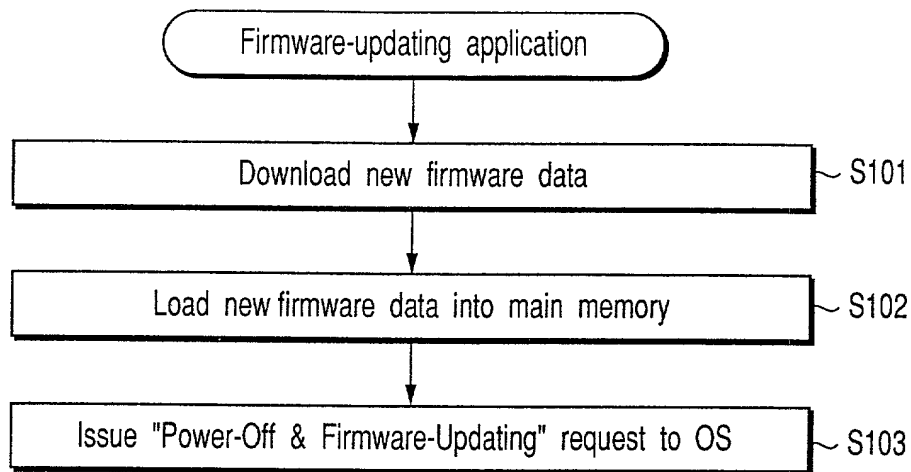 Firmware-updating application
Download new firmware data
S101
Load new firmware data into main memory
S102
Issue "Power-Off & Firmware-Updating" request to OS
S103